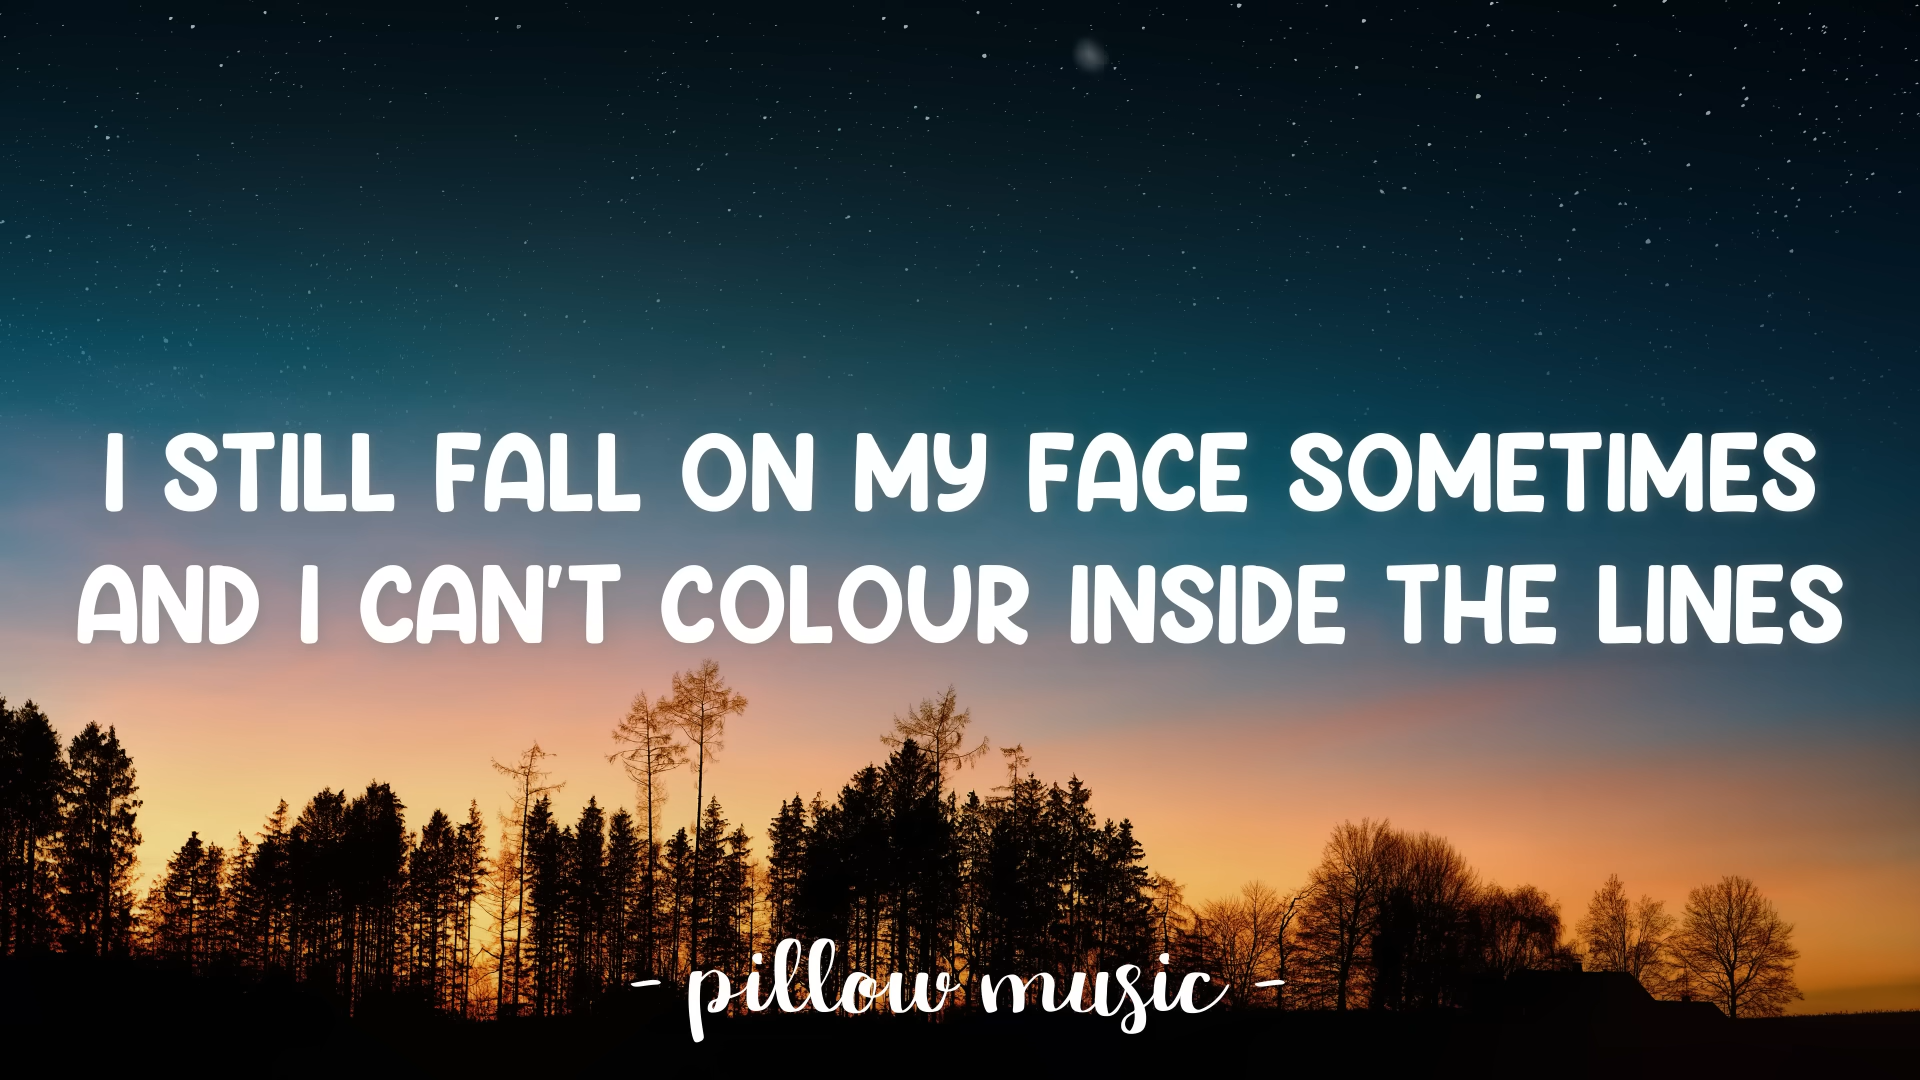 I STILL FALL ON MY FACE SOMETIMES
AND I CAN'T COLOUR INSIDE THE LINES
- pillow music -